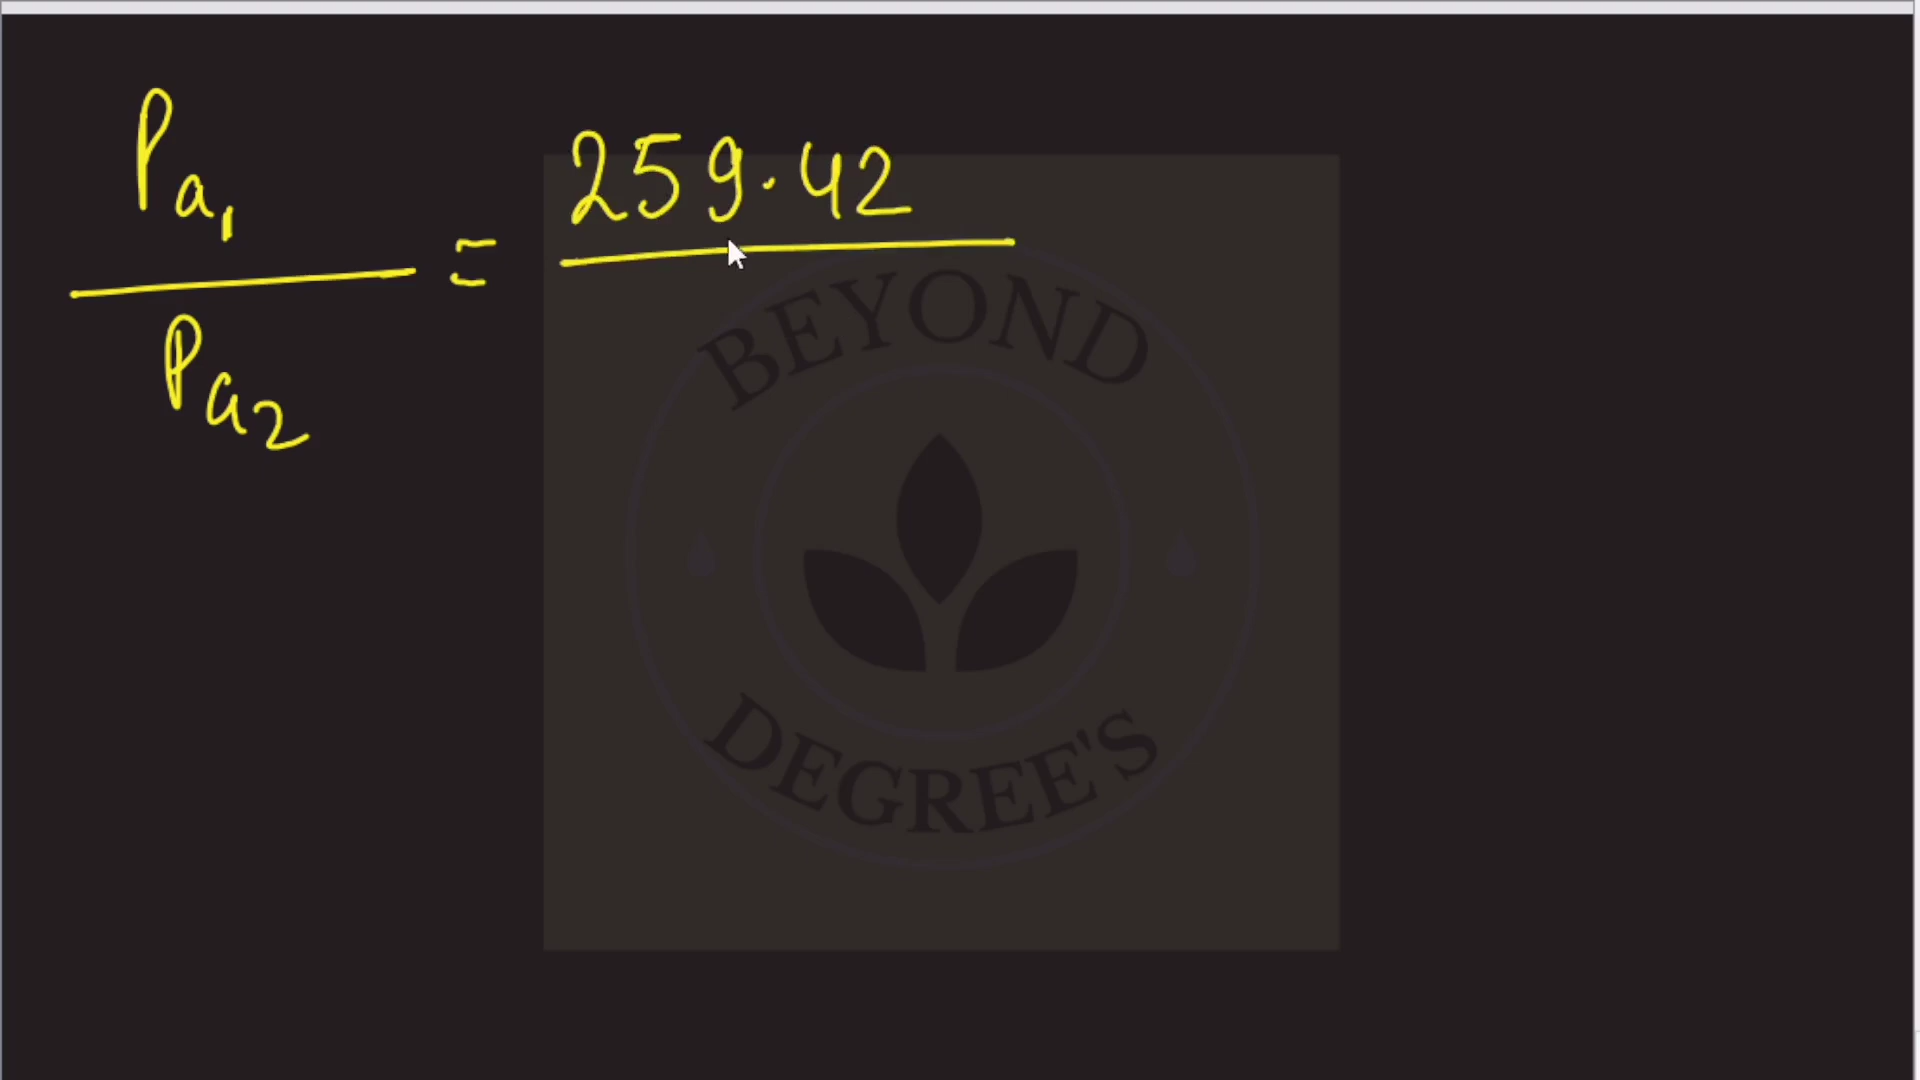 Pa₁
= 259.42
Pa₂
BEYOND
DEGREE'S